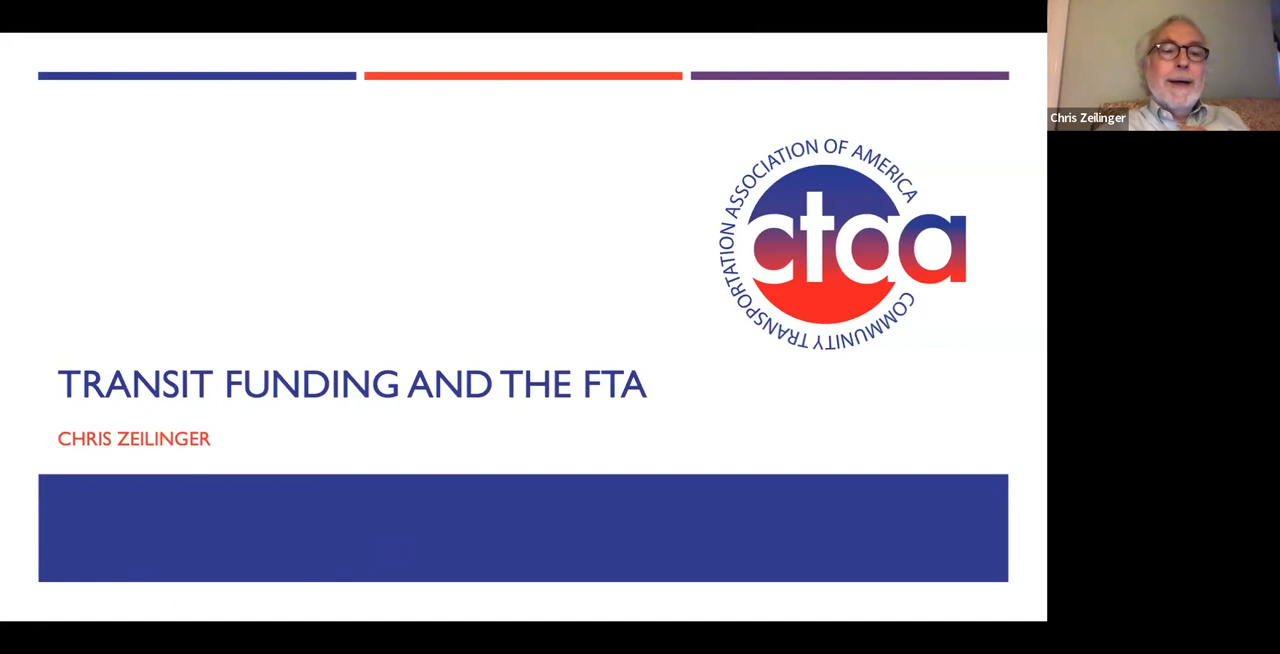 COMMUNITY TRANSPORTATION ASSOCIATION OF AMERICA
ctaa
TRANSIT FUNDING AND THE FTA
CHRIS ZEILINGER
Chris Zeilinger